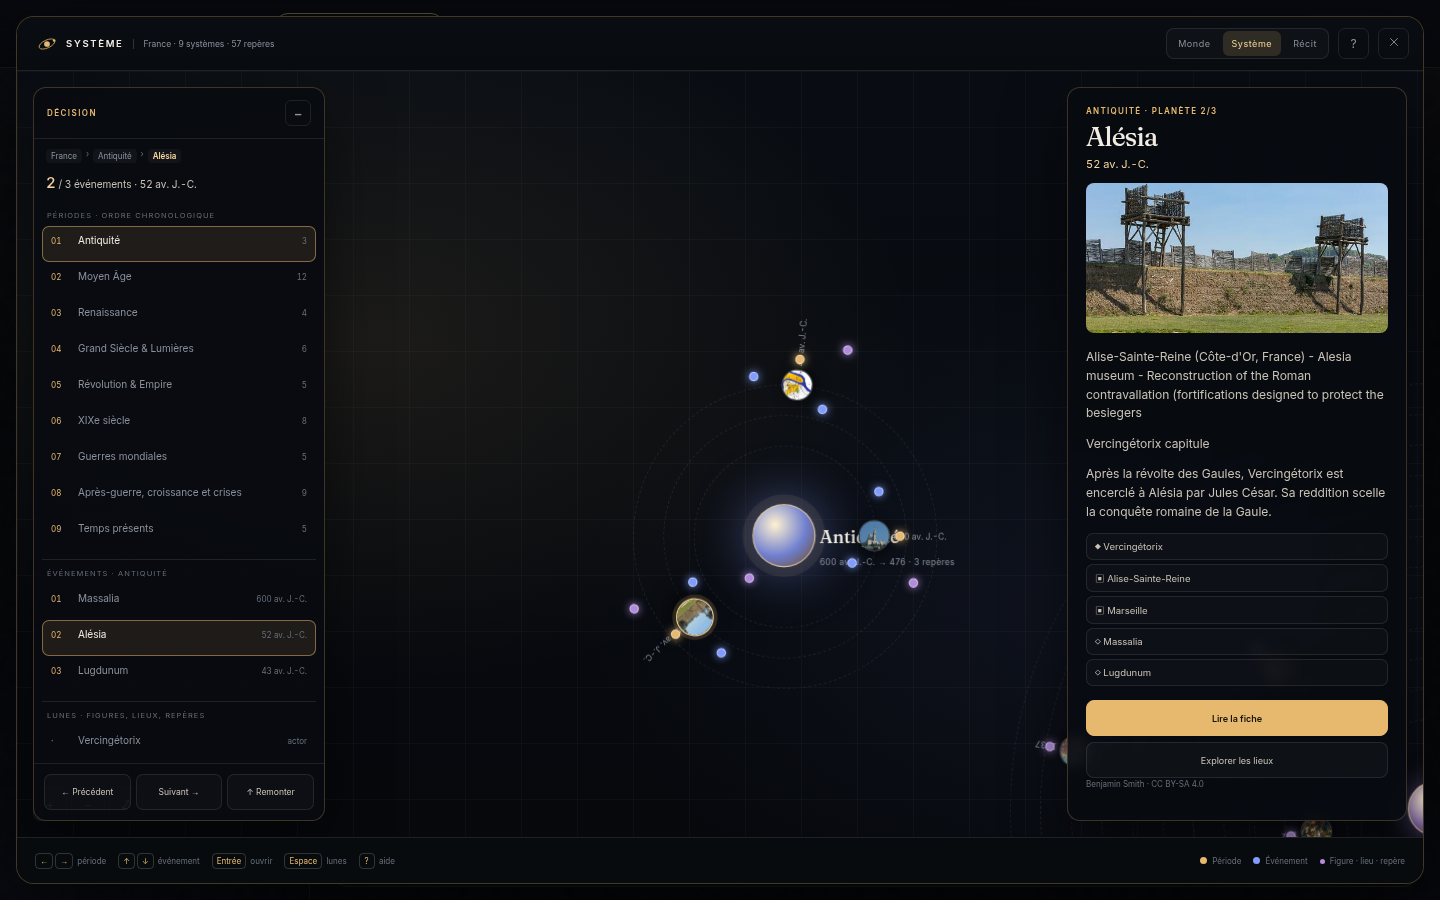 SYSTÈME
France · 9 systèmes · 57 repères
Monde
Système
Récit
?
DÉCISION
–
France › Antiquité › Alésia
2 / 3 événements · 52 av. J.-C.
PÉRIODES · ORDRE CHRONOLOGIQUE
01 Antiquité 3
02 Moyen Âge 12
03 Renaissance 4
04 Grand Siècle & Lumières 6
05 Révolution & Empire 5
06 XIXe siècle 8
07 Guerres mondiales 5
08 Après-guerre, croissance et crises 9
09 Temps présents 5
ÉVÉNEMENTS · ANTIQUITÉ
01 Massalia 600 av. J.-C.
02 Alésia 52 av. J.-C.
03 Lugdunum 43 av. J.-C.
LUNES · FIGURES, LIEUX, REPÈRES
· Vercingétorix actor
← Précédent
Suivant →
↑ Remonter
av. J.-C.
av. J.-C.
600 av. J.-C. → 476 · 3 repères
av. J.-C.
ANTIQUITÉ · PLANÈTE 2/3
Alésia
52 av. J.-C.
Alise-Sainte-Reine (Côte-d'Or, France) - Alesia
museum - Reconstruction of the Roman
contravallation (fortifications designed to protect the
besiegers
Vercingétorix capitule
Après la révolte des Gaules, Vercingétorix est
encerclé à Alésia par Jules César. Sa reddition scelle
la conquête romaine de la Gaule.
◆ Vercingétorix
▣ Alise-Sainte-Reine
▣ Marseille
◇ Massalia
◇ Lugdunum
Lire la fiche
Explorer les lieux
Benjamin Smith · CC BY-SA 4.0
← → période
↑ ↓ événement
Entrée ouvrir
Espace lunes
? aide
Période
Événement
Figure · lieu · repère